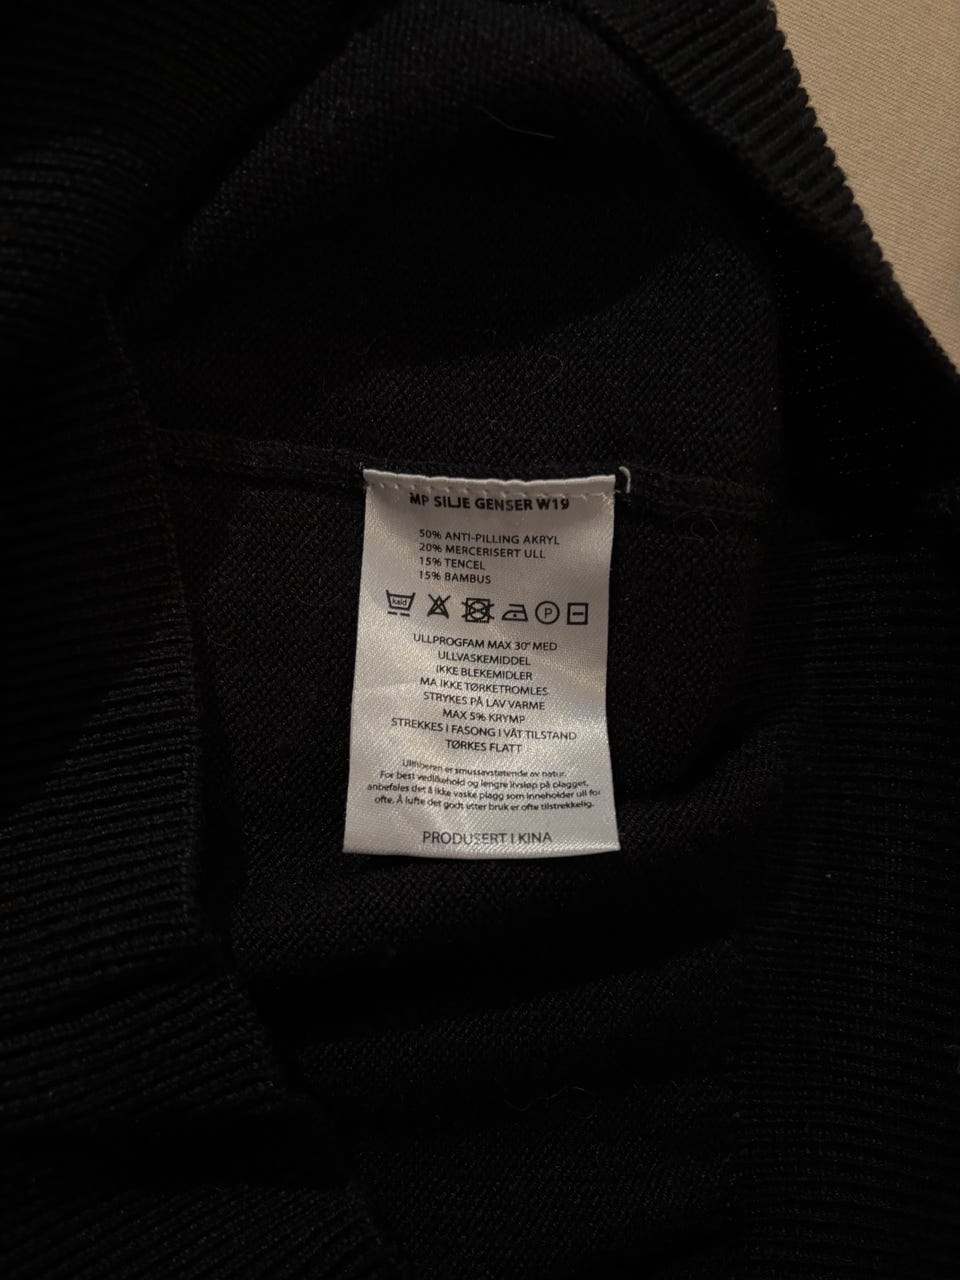 MP SILJE GENSER W19
50% ANTI-PILLING AKRYL
20% MERCERISERT ULL
15% TENCEL
15% BAMBUS
kald P
ULLPROGFAM MAX 30° MED
ULLVASKEMIDDEL
IKKE BLEKEMIDLER
MA IKKE TØRKETROMLES
STRYKES PÅ LAV VARME
MAX 5% KRYMP
STREKKES I FASONG I VÅT TILSTAND
TØRKES FLATT
Ullfiberen er smussavstøtende av natur.
For best vedlikehold og lengre livsløp på plagget,
anbefales det å ikke vaske plagg som inneholder ull for
ofte. Å lufte det godt etter bruk er ofte tilstrekkelig.
PRODUSERT I KINA